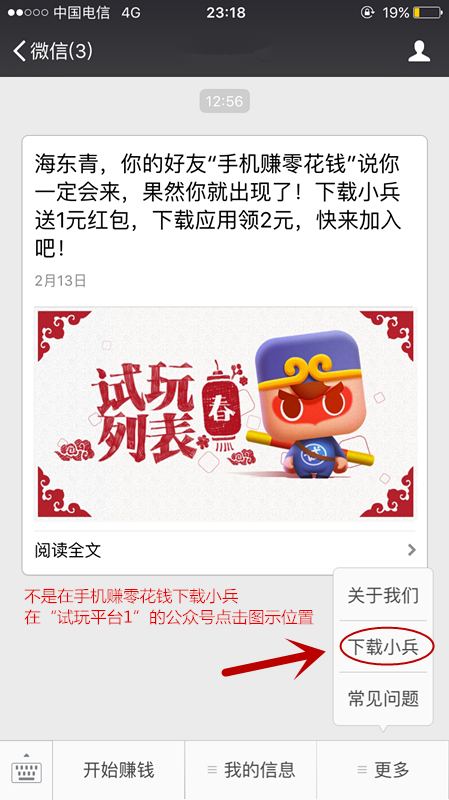 中国电信 4G 23:18 19%
微信(3)
12:56
海东青，你的好友“手机赚零花钱”说你
一定会来，果然你就出现了！下载小兵
送1元红包，下载应用领2元，快来加入
吧！
2月13日
试玩
列表
春
阅读全文
不是在手机赚零花钱下载小兵
在“试玩平台1”的公众号点击图示位置
关于我们
下载小兵
常见问题
开始赚钱 我的信息 更多